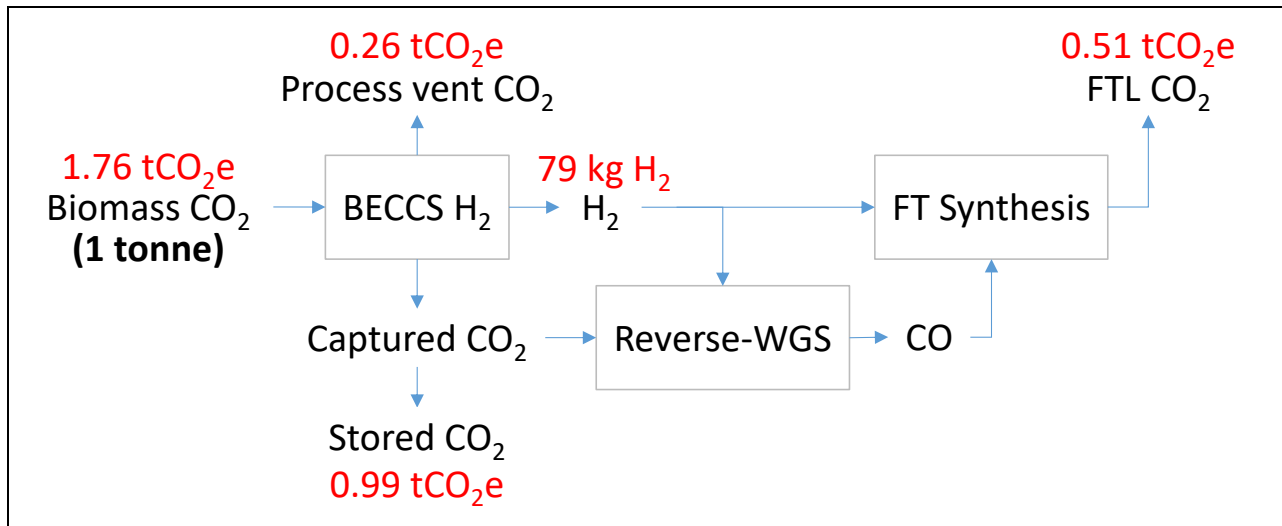 0.26 tCO₂e
Process vent CO₂
0.51 tCO₂e
FTL CO₂
1.76 tCO₂e
Biomass CO₂
(1 tonne)
BECCS H₂
79 kg H₂
H₂
FT Synthesis
Captured CO₂
Reverse-WGS
CO
Stored CO₂
0.99 tCO₂e